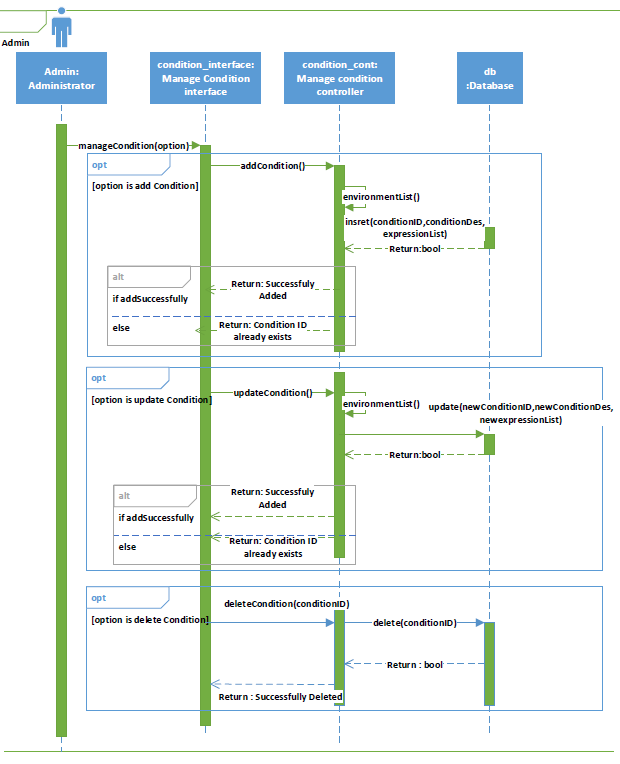 Admin
Admin:
Administrator
condition_interface:
Manage Condition
interface
condition_cont:
Manage condition
controller
db
:Database
manageCondition(option)
opt
[option is add Condition]
addCondition()
environmentList()
insret(conditionID,conditionDes,
expressionList)
Return:bool
alt
if addSuccessfully
Return: Successfuly
Added
else
Return: Condition ID
already exists
opt
[option is update Condition]
updateCondition()
environmentList()
update(newConditionID,newConditionDes,
newexpressionList)
Return:bool
alt
Return: Successfuly
Added
if addSuccessfully
else
Return: Condition ID
already exists
opt
[option is delete Condition]
deleteCondition(conditionID)
delete(conditionID)
Return : bool
Return : Successfully Deleted